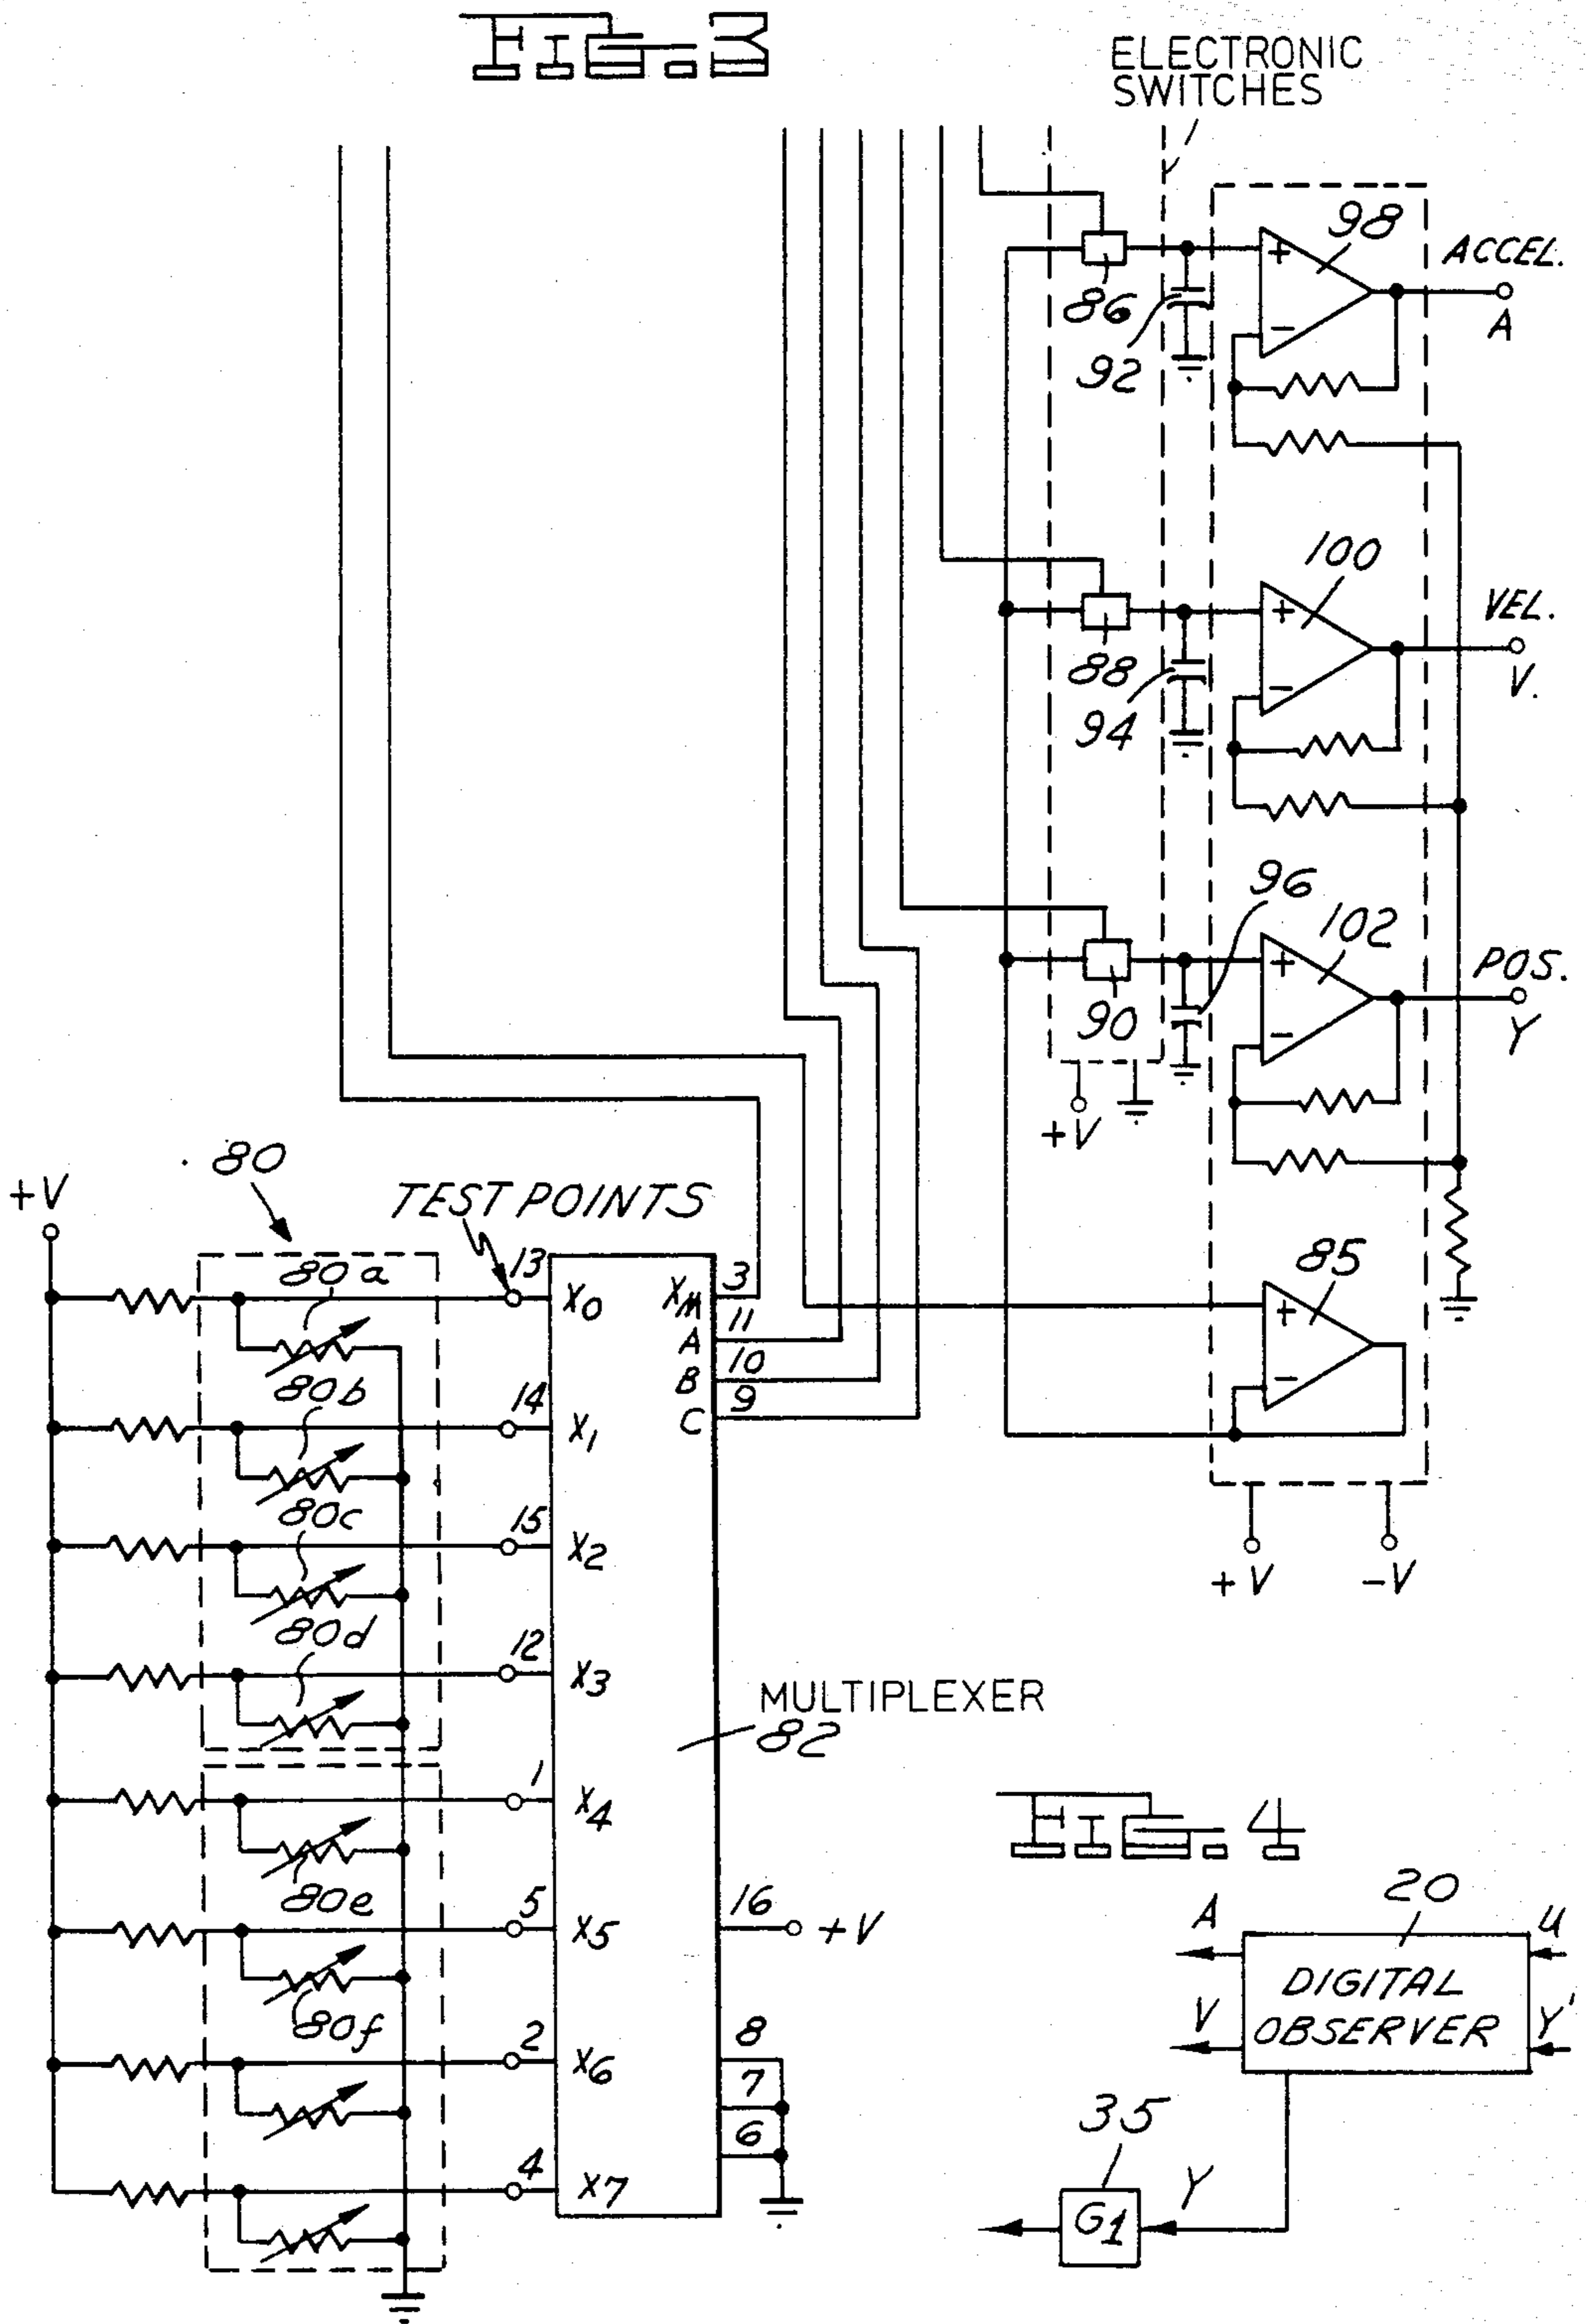 FIG. 3
ELECTRONIC
SWITCHES
98
ACCEL.
A
+
−
86
92
100
VEL.
V.
+
−
88
94
96
102
POS.
Y
+
−
90
+V
80
+V
TEST POINTS
80a
13
X0
XM
3
A
11
80b
B
10
14
X1
C
9
85
+
−
80c
15
X2
+V
−V
80d
12
X3
MULTIPLEXER
82
1
X4
80e
FIG. 4
5
X5
16
+V
20
A
U
DIGITAL
OBSERVER
V
Y'
80f
2
X6
8
7
6
35
Y
G1
4
X7